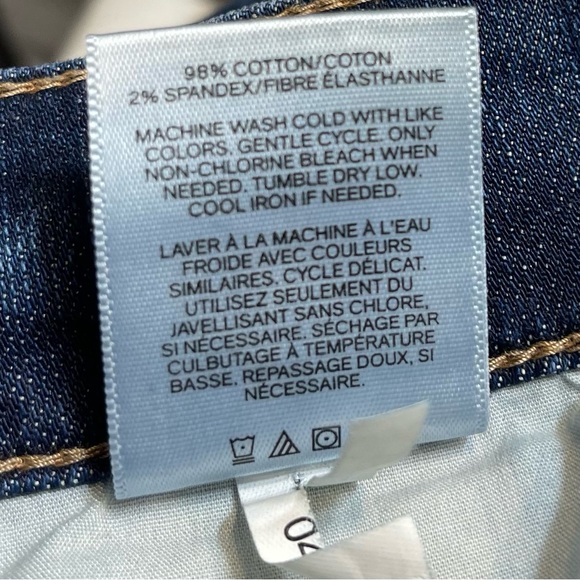 98% COTTON/COTON
2% SPANDEX/FIBRE ÉLASTHANNE
MACHINE WASH COLD WITH LIKE
COLORS. GENTLE CYCLE. ONLY
NON-CHLORINE BLEACH WHEN
NEEDED. TUMBLE DRY LOW.
COOL IRON IF NEEDED.
LAVER À LA MACHINE À L'EAU
FROIDE AVEC COULEURS
SIMILAIRES. CYCLE DÉLICAT.
UTILISEZ SEULEMENT DU
JAVELLISANT SANS CHLORE,
SI NÉCESSAIRE. SÉCHAGE PAR
CULBUTAGE À TEMPÉRATURE
BASSE. REPASSAGE DOUX, SI
NÉCESSAIRE.